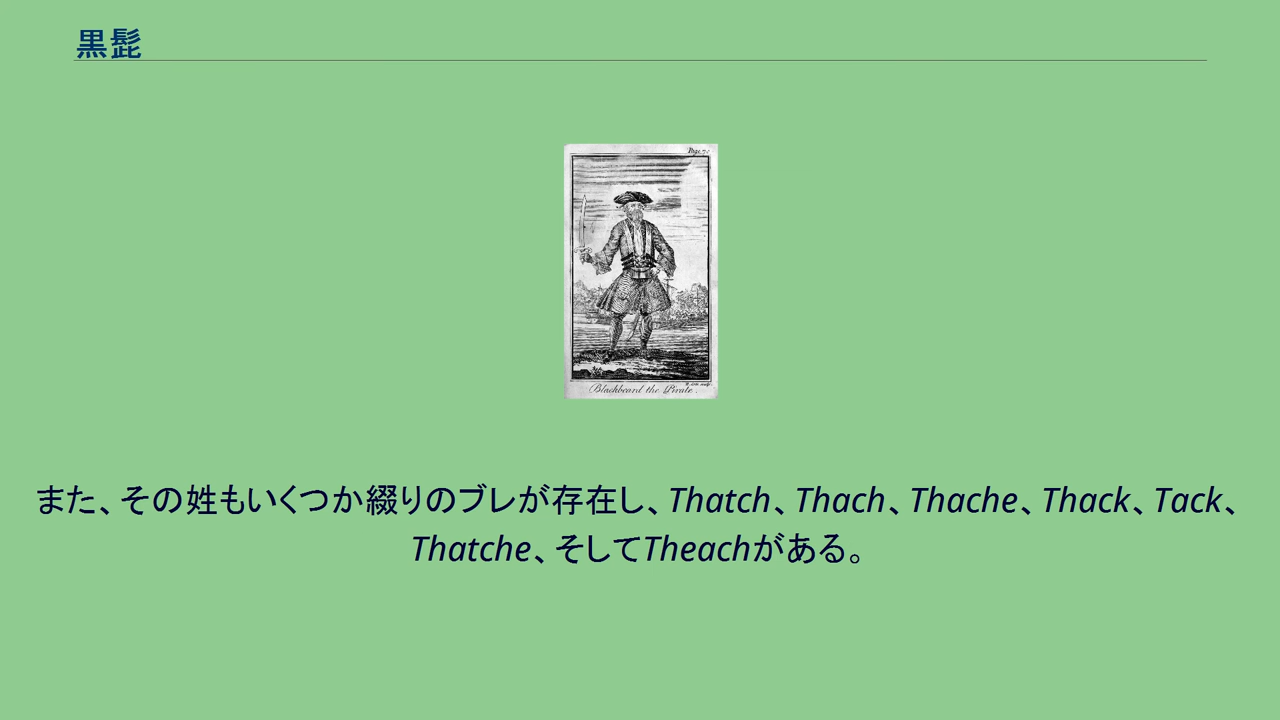 黒髭
Page. 70
Blackbeard the Pirate.
また、その姓もいくつか綴りのブレが存在し、Thatch、Thach、Thache、Thack、Tack、
Thatche、そしてTheachがある。